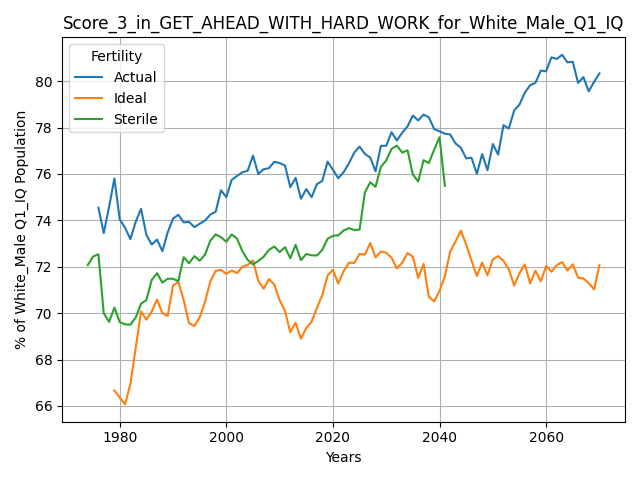 Score_3_in_GET_AHEAD_WITH_HARD_WORK_for_White_Male_Q1_IQ
Fertility
Actual
Ideal
Sterile
% of White_Male Q1_IQ Population
80
78
76
74
72
70
68
66
1980
2000
2020
2040
2060
Years